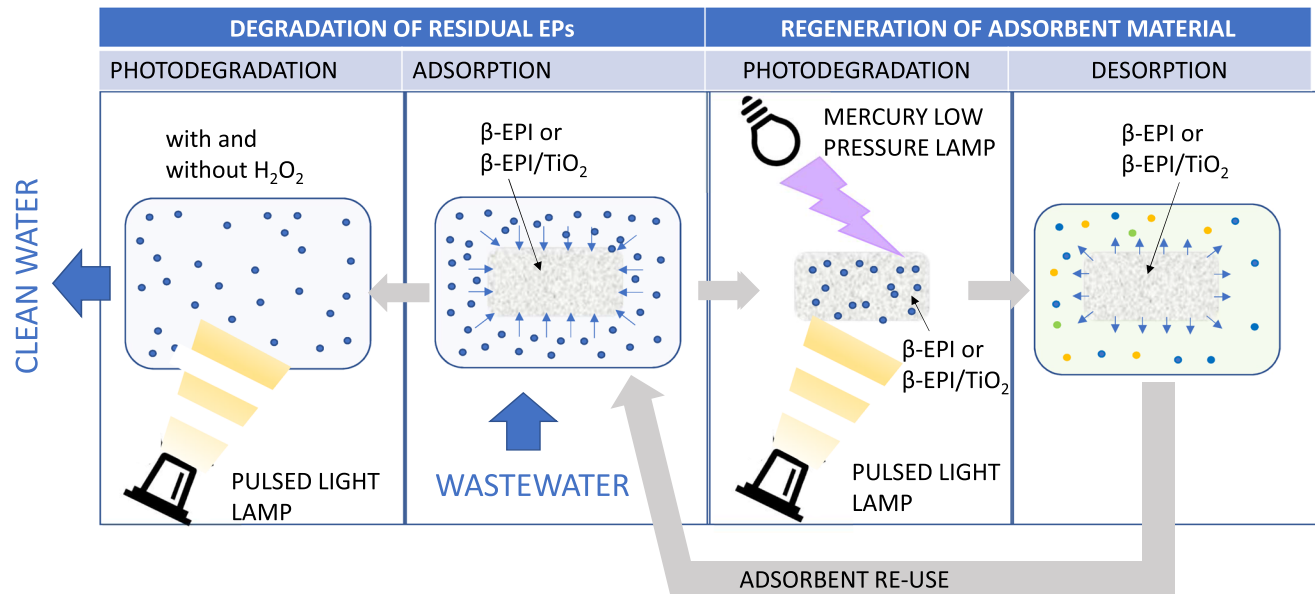 DEGRADATION OF RESIDUAL EPs
REGENERATION OF ADSORBENT MATERIAL
PHOTODEGRADATION
ADSORPTION
PHOTODEGRADATION
DESORPTION
CLEAN WATER
with and
without H₂O₂
PULSED LIGHT
LAMP
β-EPI or
β-EPI/TiO₂
WASTEWATER
MERCURY LOW
PRESSURE LAMP
β-EPI or
β-EPI/TiO₂
PULSED LIGHT
LAMP
β-EPI or
β-EPI/TiO₂
ADSORBENT RE-USE